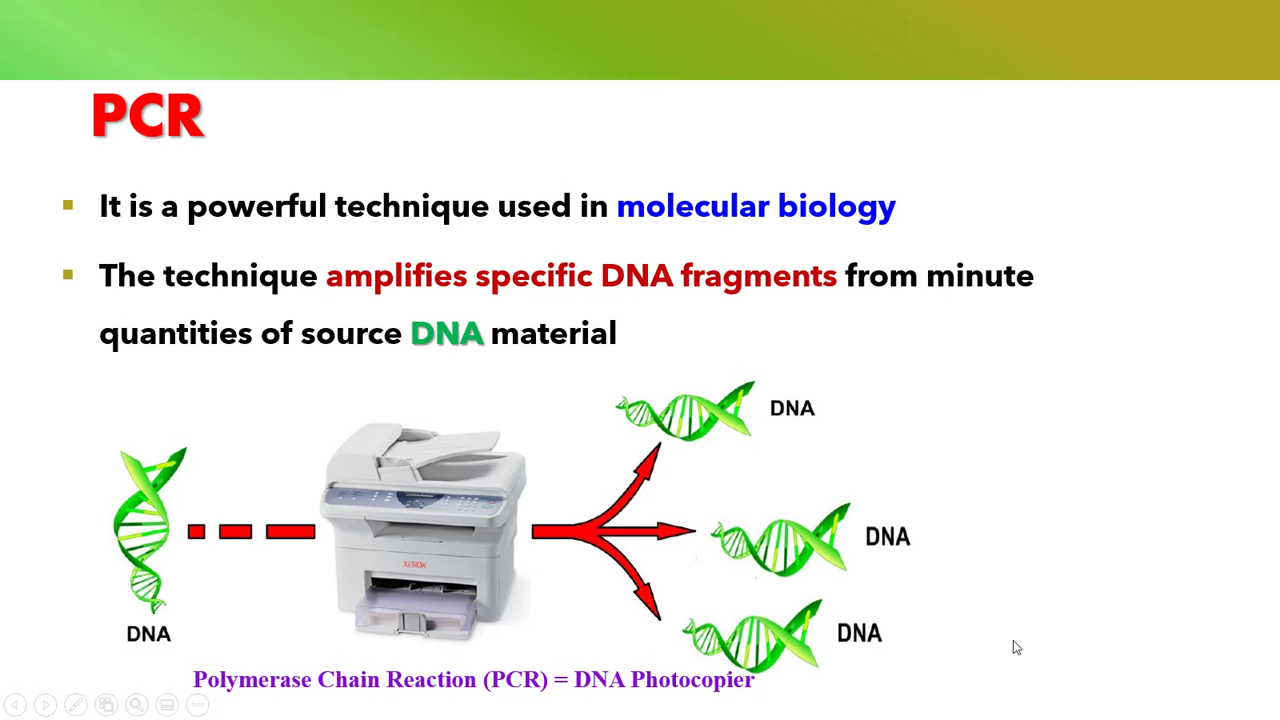 PCR
▪ It is a powerful technique used in molecular biology
▪ The technique amplifies specific DNA fragments from minute
quantities of source DNA material
DNA
DNA
XEROX
DNA
DNA
Polymerase Chain Reaction (PCR) = DNA Photocopier